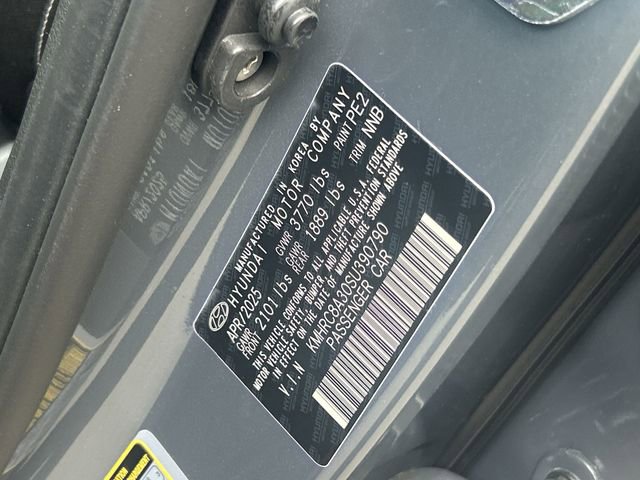 MANUFACTURED IN KOREA BY
HYUNDAI MOTOR COMPANY
APR/2025 GVWR 3770 lbs PAINT PE2
GAWR FRONT 2101 lbs GAWR REAR 1889 lbs TRIM NNB
THIS VEHICLE CONFORMS TO ALL APPLICABLE U.S.A. FEDERAL
MOTOR VEHICLE SAFETY, BUMPER, AND THEFT PREVENTION STANDARDS
IN EFFECT ON THE DATE OF MANUFACTURE SHOWN ABOVE
V.I.N KMHRC8A30SU390790
PASSENGER CAR